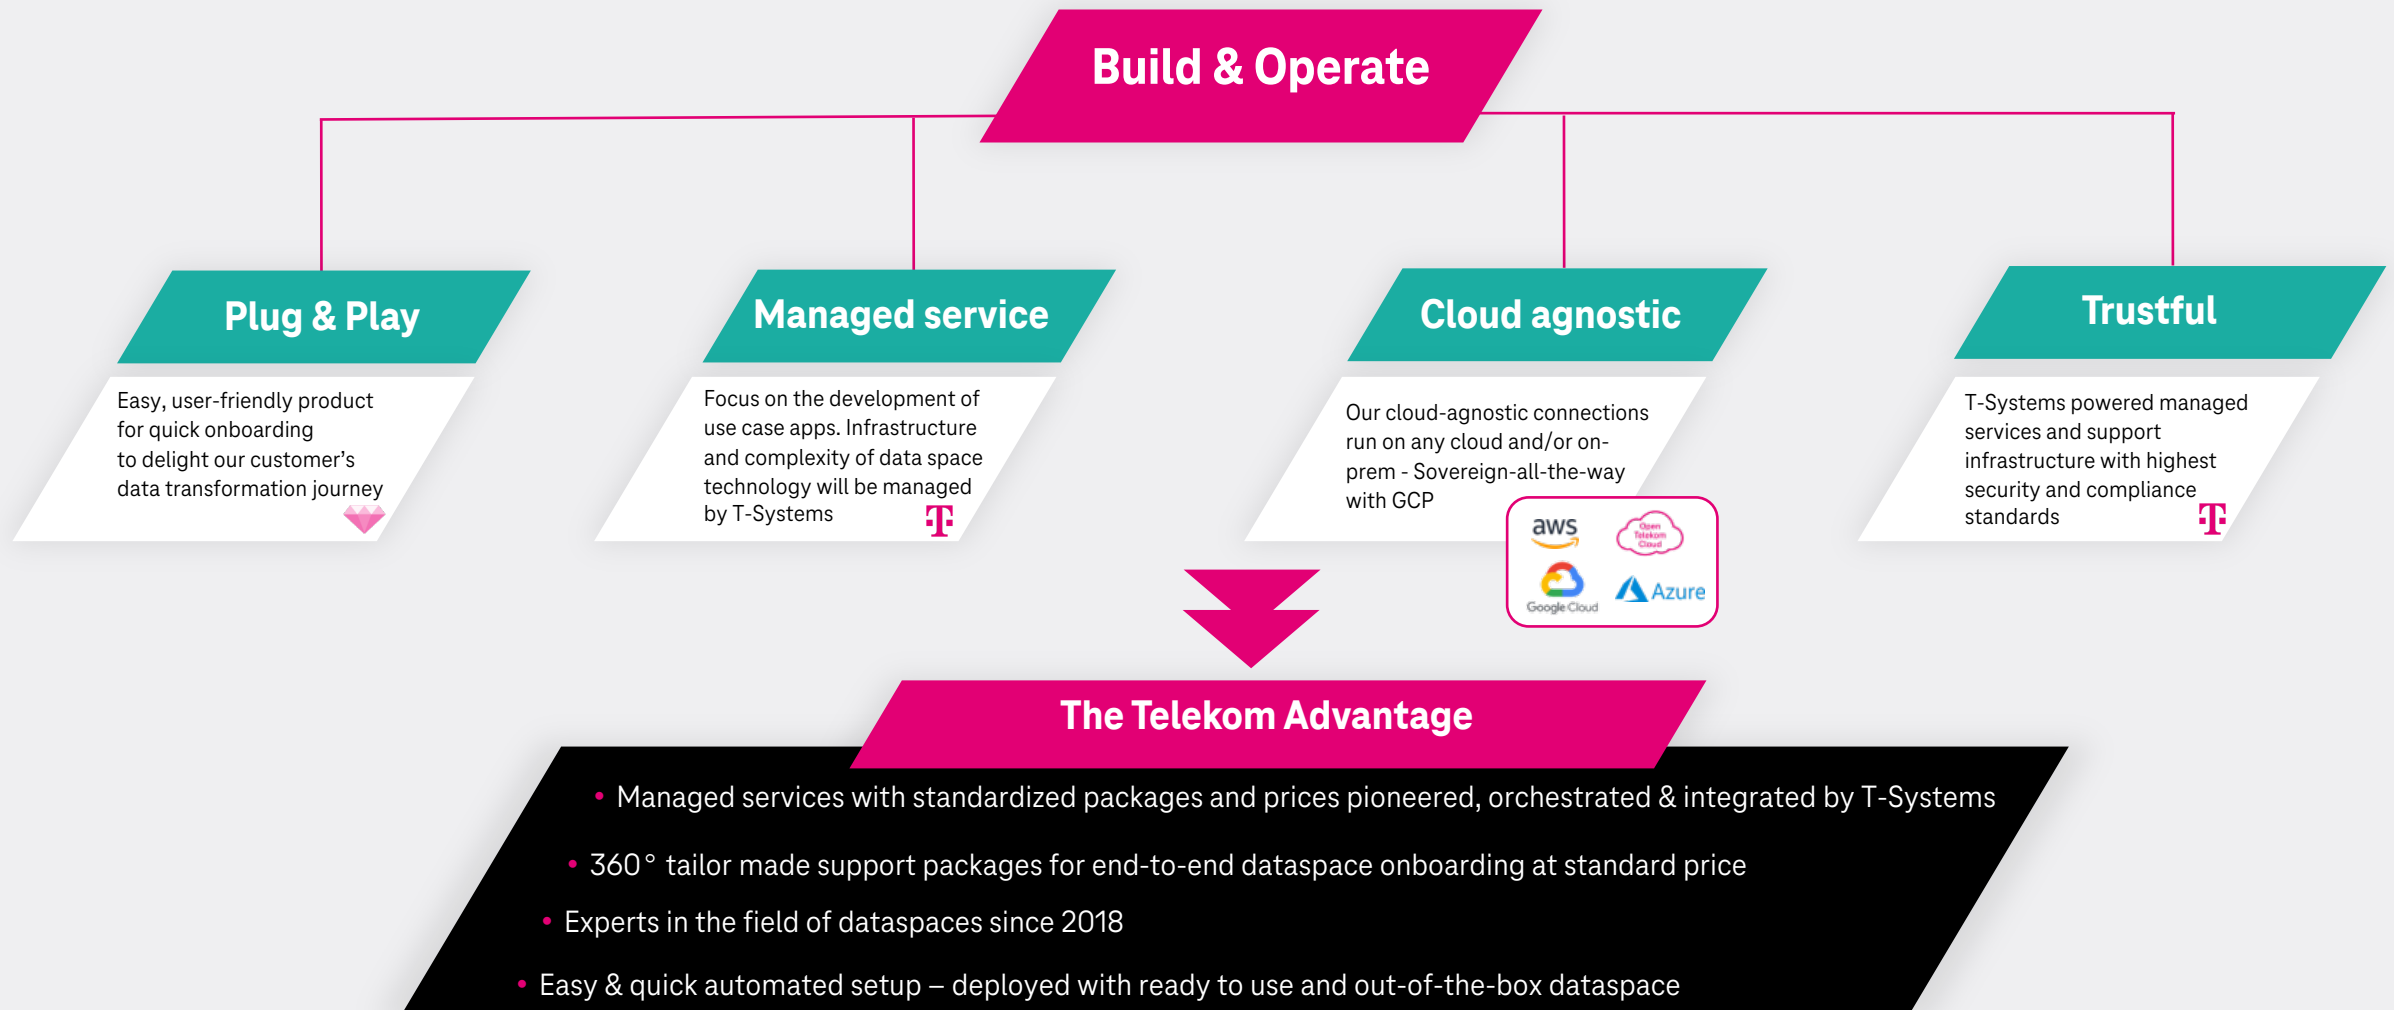 Build & Operate
Plug & Play
Easy, user-friendly product
for quick onboarding
to delight our customer’s
data transformation journey
Managed service
Focus on the development of
use case apps. Infrastructure
and complexity of data space
technology will be managed
by T-Systems
T
Cloud agnostic
Our cloud-agnostic connections
run on any cloud and/or on-
prem - Sovereign-all-the-way
with GCP
aws
Open
Telekom
Cloud
Google Cloud
Azure
Trustful
T-Systems powered managed
services and support
infrastructure with highest
security and compliance
standards
T
The Telekom Advantage
• Managed services with standardized packages and prices pioneered, orchestrated & integrated by T-Systems
• 360° tailor made support packages for end-to-end dataspace onboarding at standard price
• Experts in the field of dataspaces since 2018
• Easy & quick automated setup – deployed with ready to use and out-of-the-box dataspace